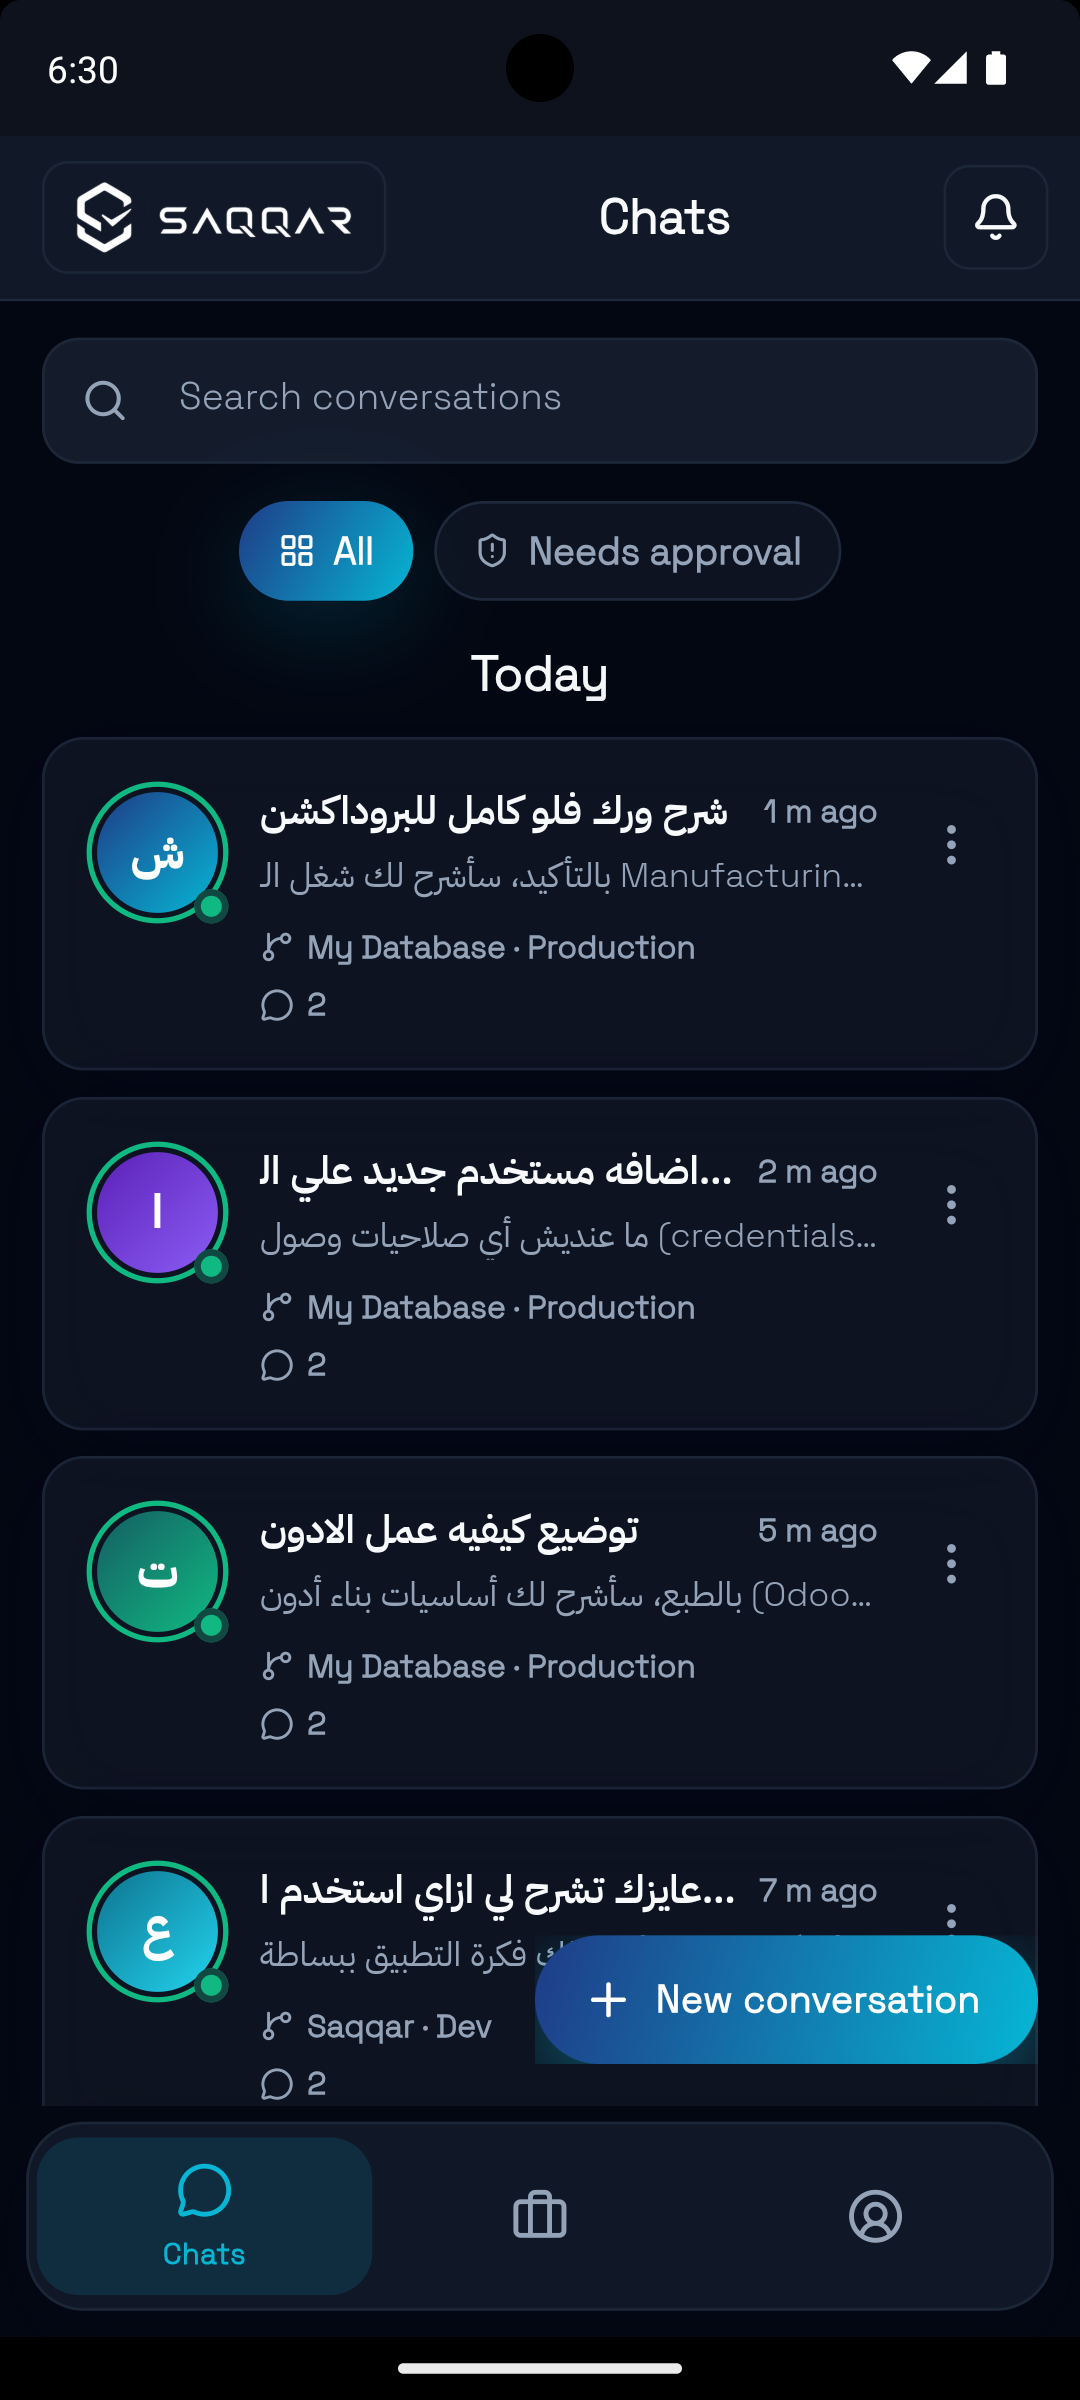 6:30
SAQQAR
Chats
Search conversations
All
Needs approval
Today
ش
شرح ورك فلو كامل للبروداكشن
1 m ago
بالتأكيد، سأشرح لك شغل الـ Manufacturin...
My Database · Production
2
ا
اضافه مستخدم جديد علي ال...
2 m ago
ما عنديش أي صلاحيات وصول (credentials...
My Database · Production
2
ت
توضيع كيفيه عمل الادون
5 m ago
بالطبع، سأشرح لك أساسيات بناء أدون (Odoo...
My Database · Production
2
ع
عايزك تشرح لي ازاي استخدم ا...
7 m ago
فكرة التطبيق ببساطة
Saqqar · Dev
2
New conversation
Chats